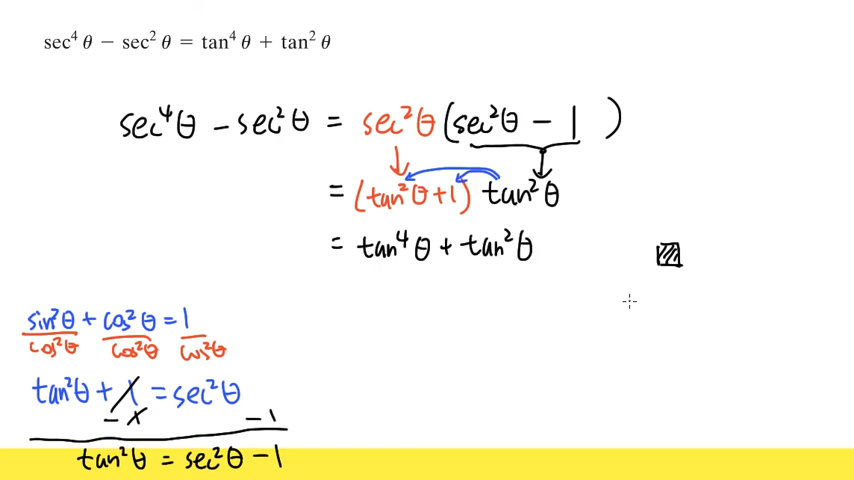 sec⁴ θ − sec² θ = tan⁴ θ + tan² θ
sec⁴θ − sec²θ = sec²θ (sec²θ − 1 )
= (tan²θ+1) tan²θ
= tan⁴θ + tan²θ
sin²θ + cos²θ = 1
cos²θ cos²θ cos²θ
tan²θ + 1 = sec²θ
− 1 − 1
tan²θ = sec²θ − 1